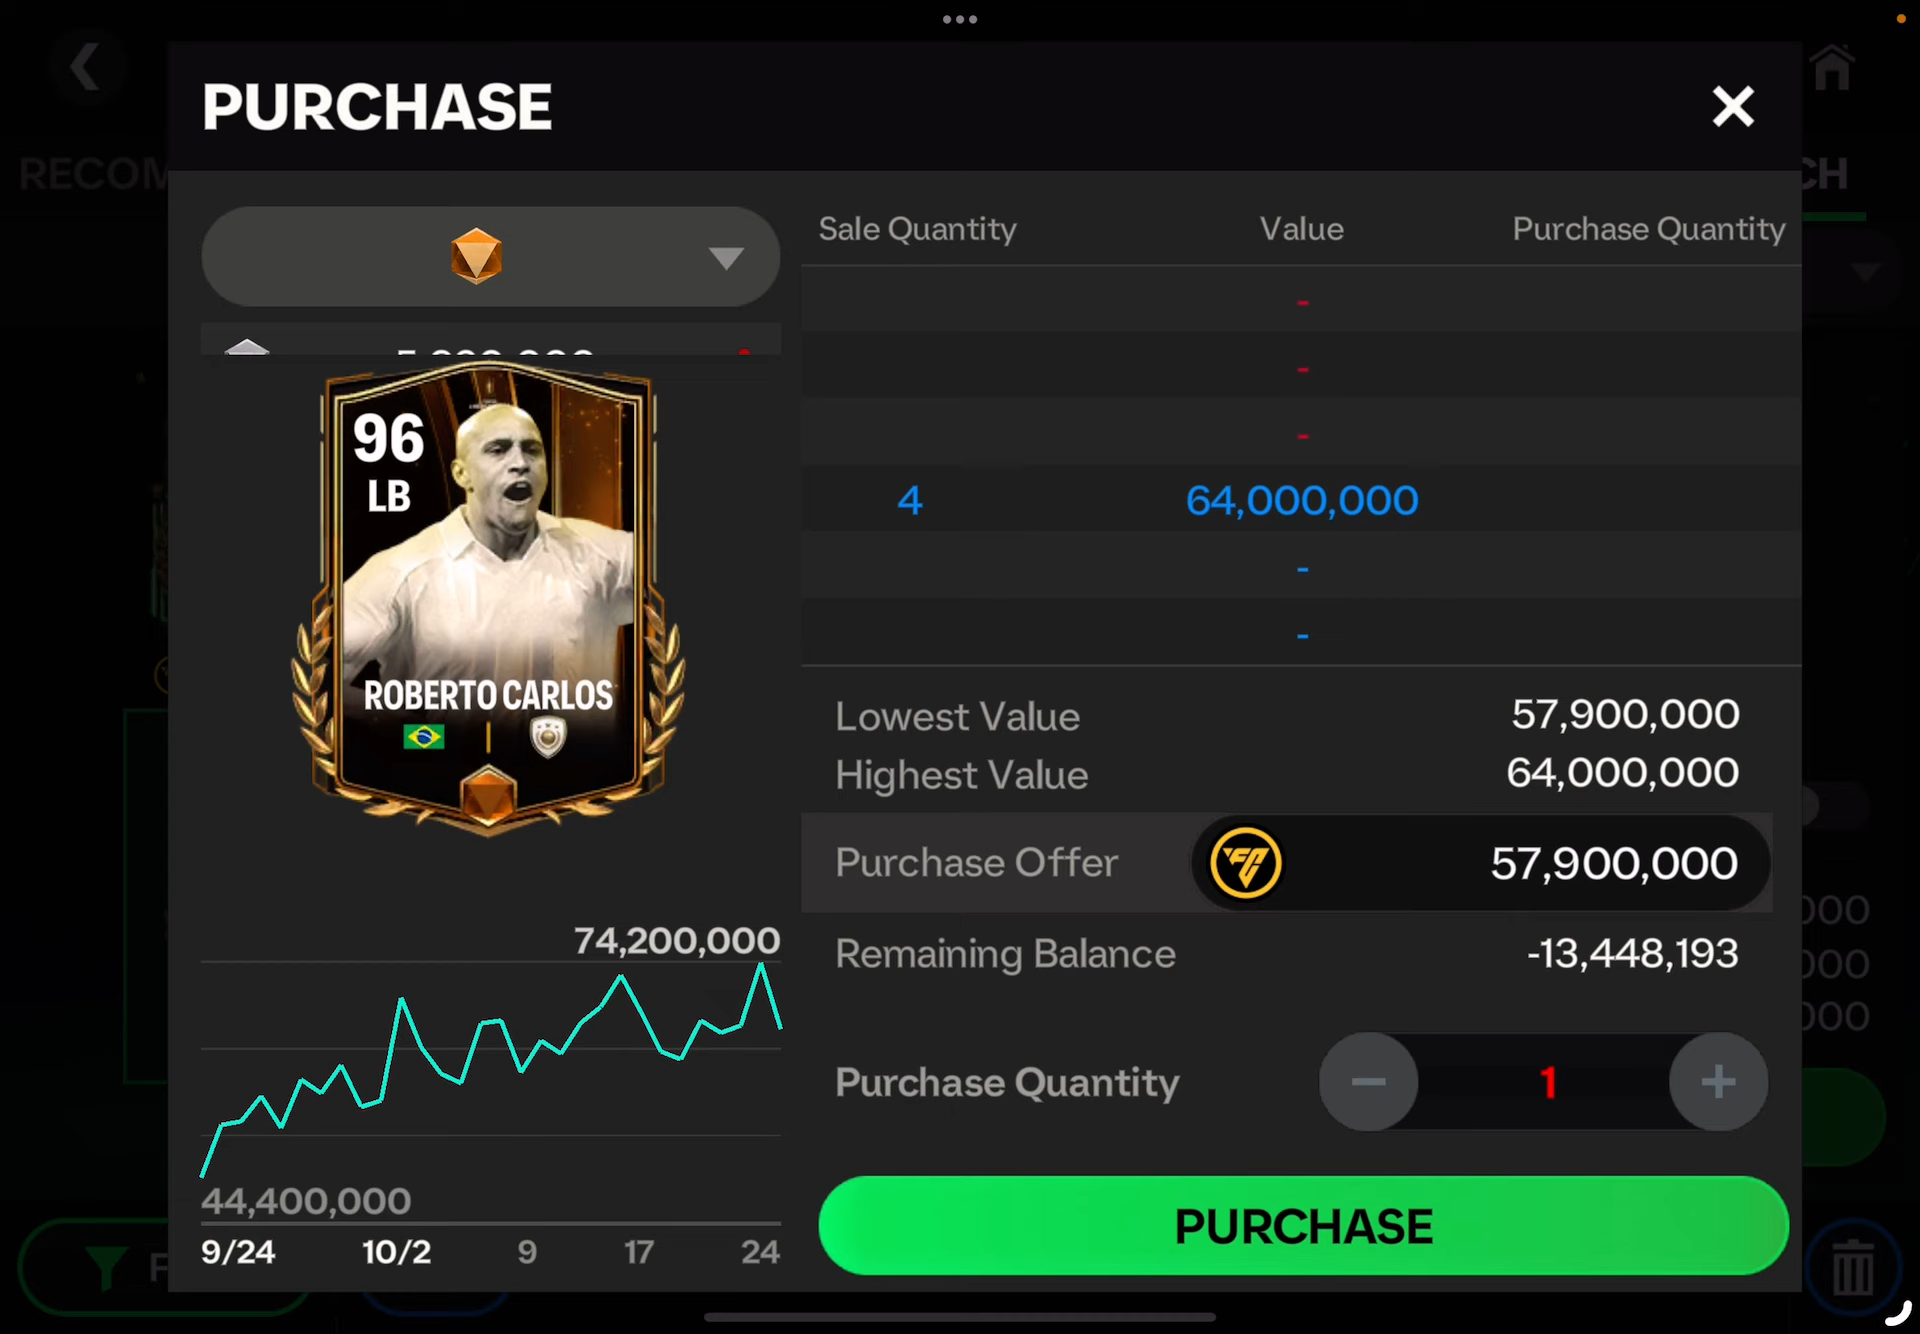 PURCHASE
Sale Quantity Value Purchase Quantity
-
-
-
4 64,000,000
-
-
96
LB
ROBERTO CARLOS
Lowest Value 57,900,000
Highest Value 64,000,000
Purchase Offer 57,900,000
Remaining Balance -13,448,193
Purchase Quantity 1
PURCHASE
74,200,000
44,400,000
9/24 10/2 9 17 24